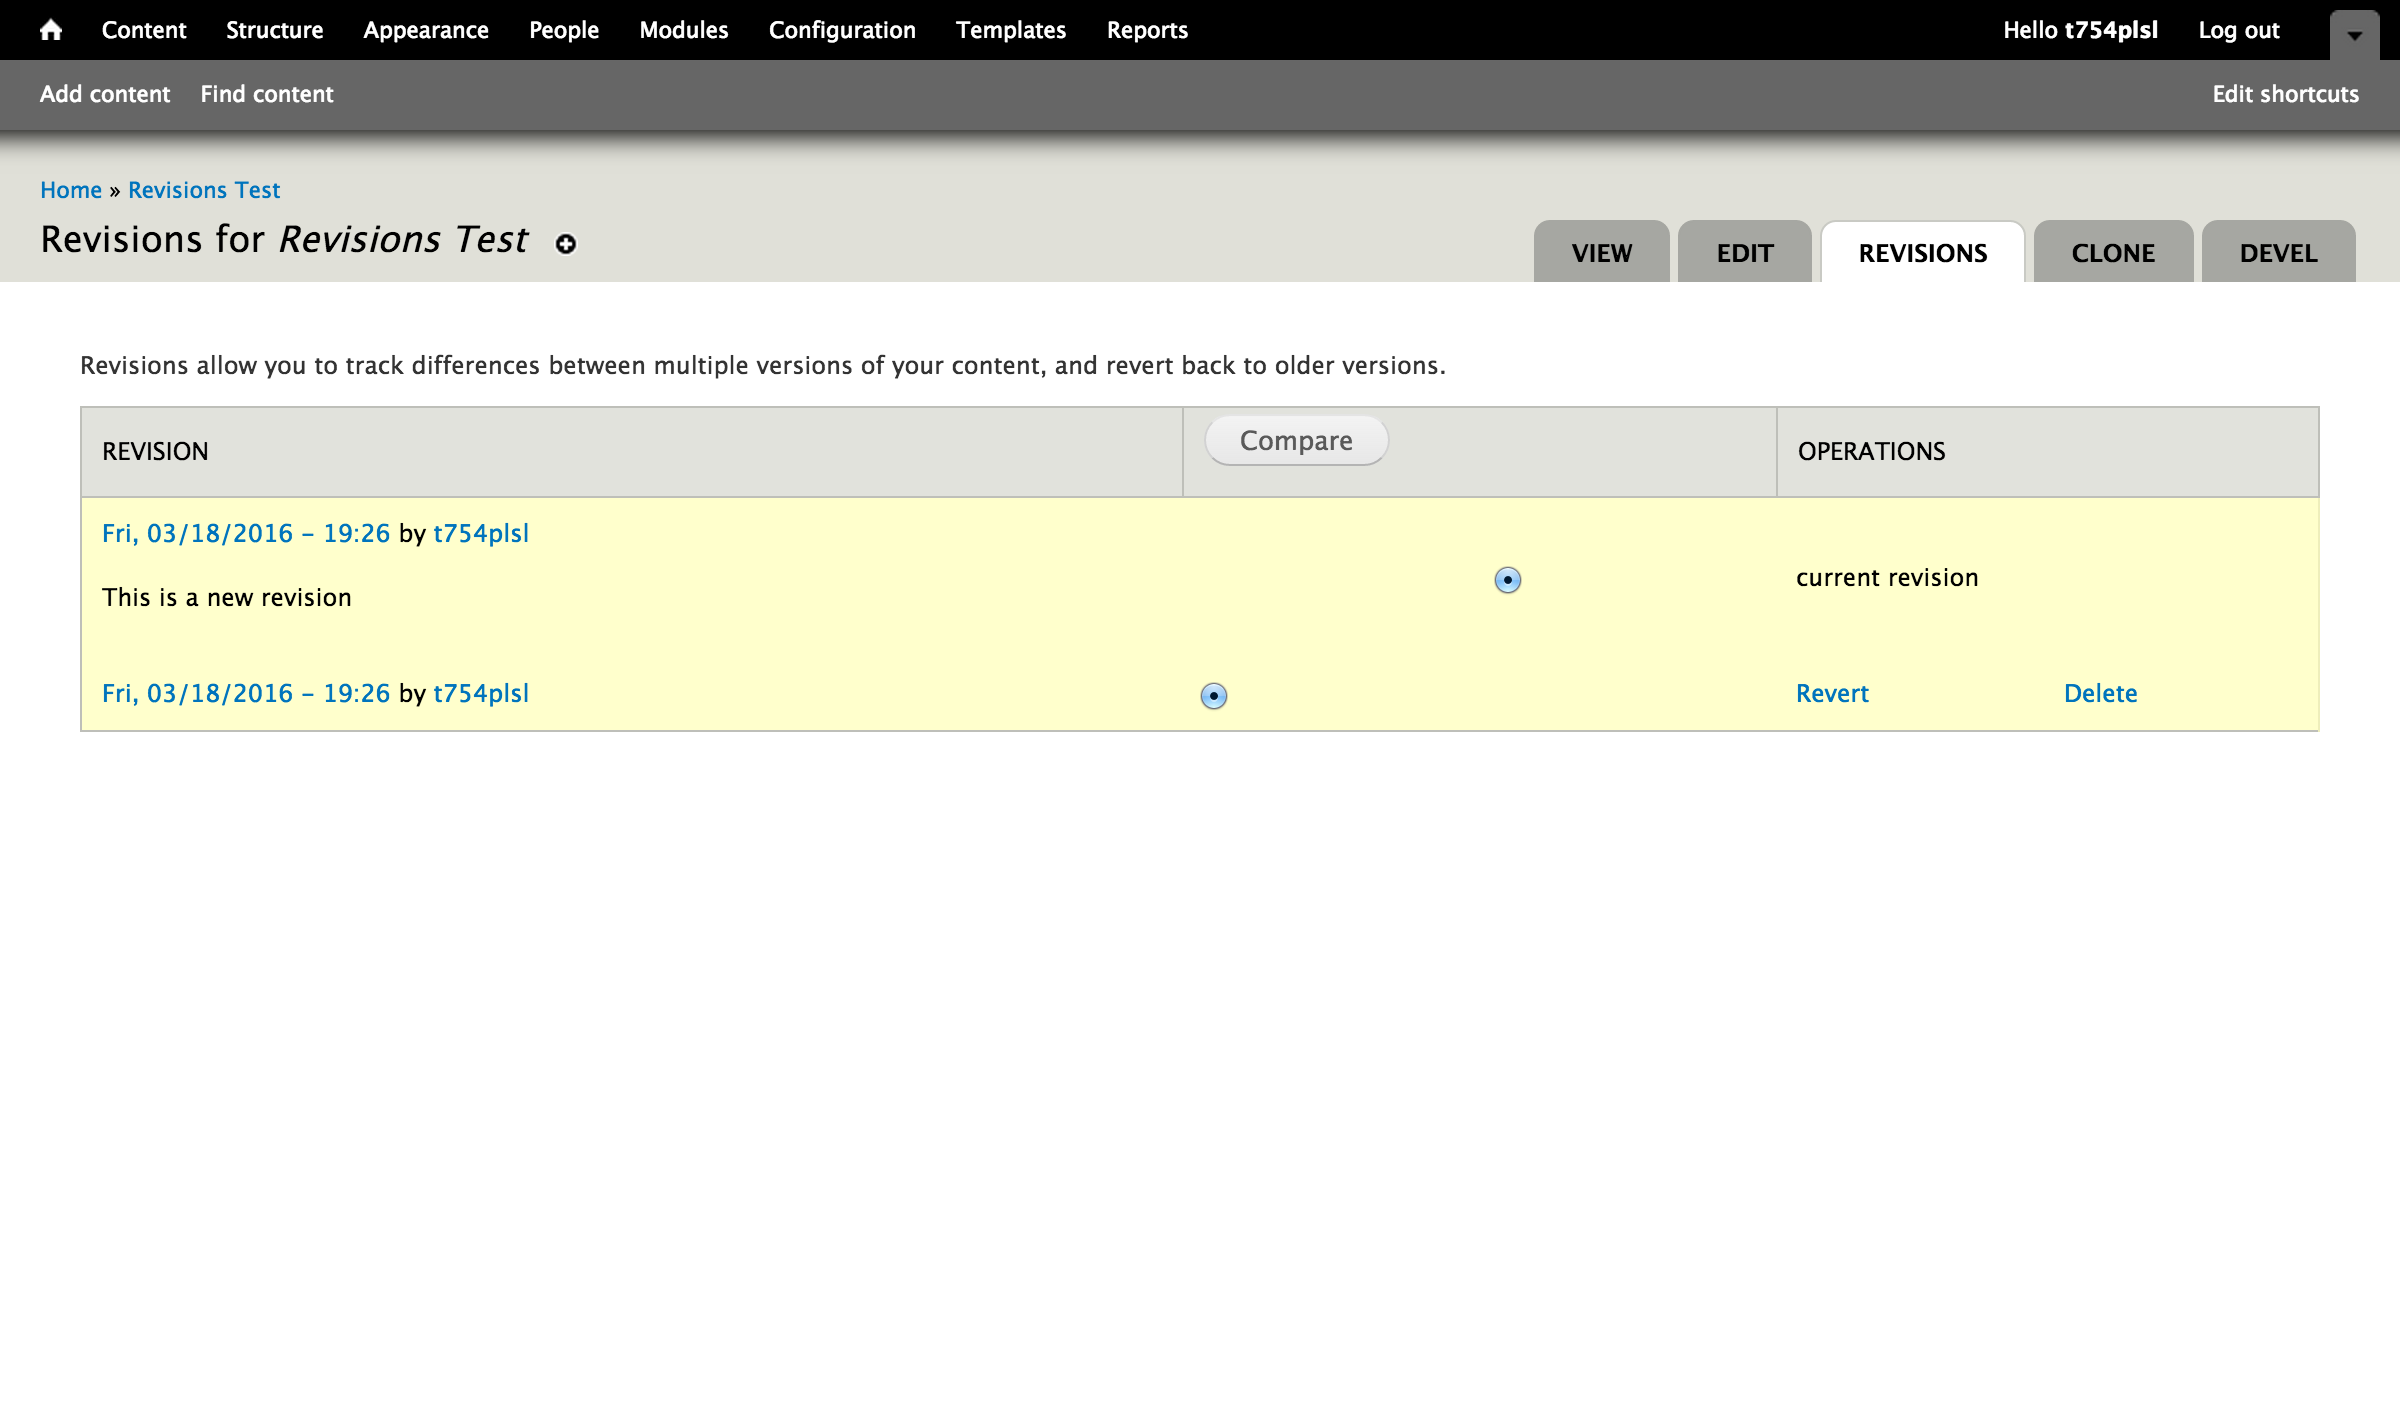 Content Structure Appearance People Modules Configuration Templates Reports Hello t754plsl Log out
Add content Find content Edit shortcuts
Home » Revisions Test
Revisions for Revisions Test
VIEW EDIT REVISIONS CLONE DEVEL
Revisions allow you to track differences between multiple versions of your content, and revert back to older versions.
REVISION Compare OPERATIONS
Fri, 03/18/2016 – 19:26 by t754plsl
This is a new revision
current revision
Fri, 03/18/2016 – 19:26 by t754plsl Revert Delete